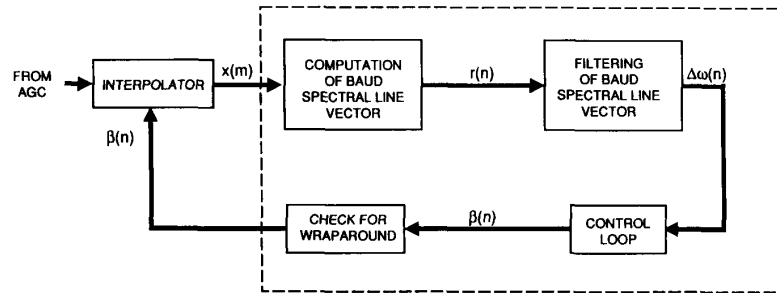 FROM
AGC
INTERPOLATOR
x(m)
COMPUTATION
OF BAUD
SPECTRAL LINE
VECTOR
r(n)
FILTERING
OF BAUD
SPECTRAL LINE
VECTOR
Δω(n)
β(n)
CHECK FOR
WRAPAROUND
β(n)
CONTROL
LOOP